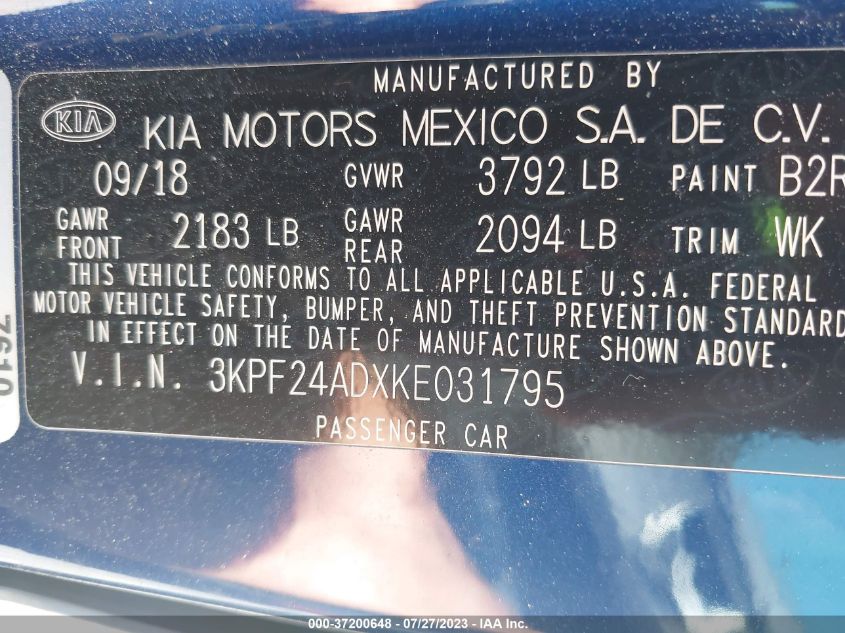 MANUFACTURED BY
KIA KIA MOTORS MEXICO S.A. DE C.V.
09/18 GVWR 3792 LB PAINT B2R
GAWR FRONT 2183 LB GAWR REAR 2094 LB TRIM WK
THIS VEHICLE CONFORMS TO ALL APPLICABLE U.S.A. FEDERAL
MOTOR VEHICLE SAFETY, BUMPER, AND THEFT PREVENTION STANDARD
IN EFFECT ON THE DATE OF MANUFACTURE SHOWN ABOVE.
V.I.N. 3KPF24ADXKE031795
PASSENGER CAR
000-37200648 / 07/27/2023 - IAA Inc.